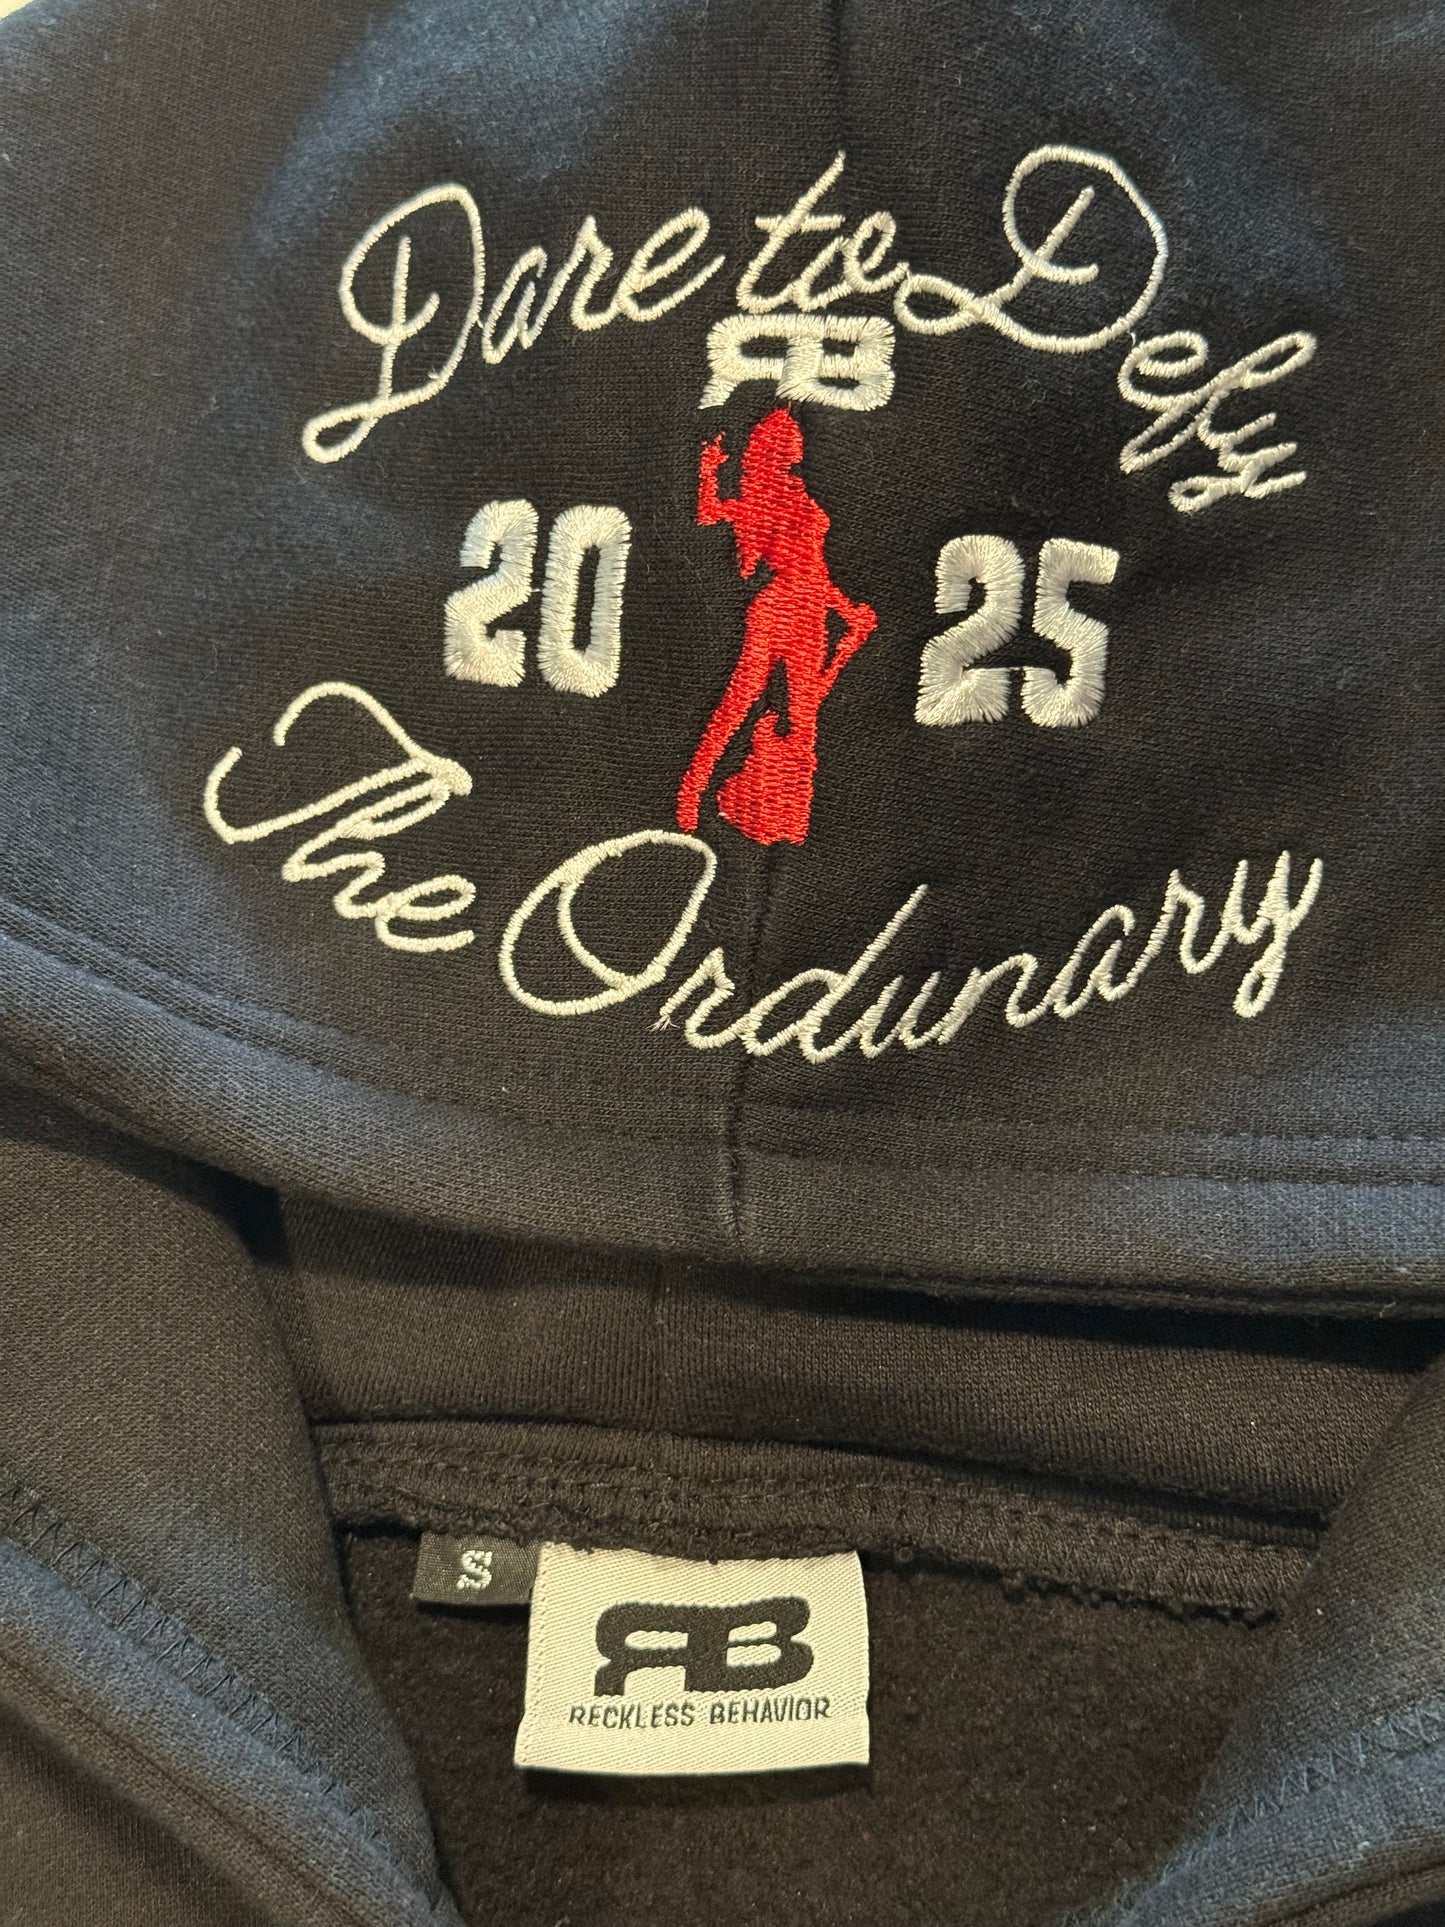 Dare to Defy
RB
20 25
The Ordunary
S
RB
RECKLESS BEHAVIOR